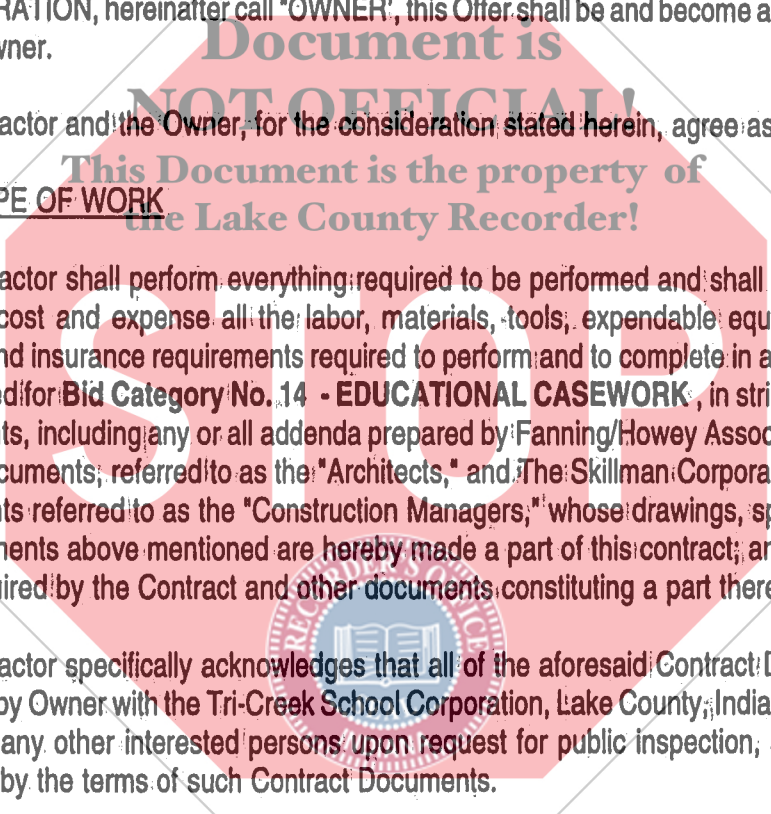 RATION, hereinafter call "OWNER", this Offer shall be and become a
wner.
Document is
NOT OFFICIAL!
actor and the Owner, for the consideration stated herein, agree as
This Document is the property of
PE OF WORK
the Lake County Recorder!
actor shall perform everything required to be performed and shall
cost and expense all the labor, materials, tools, expendable equ
nd insurance requirements required to perform and to complete in a
ed for Bid Category No. 14 - EDUCATIONAL CASEWORK, in stri
STOP
ts, including any or all addenda prepared by Fanning/Howey Assoc
cuments, referred to as the "Architects," and The Skillman Corpora
ts referred to as the "Construction Managers," whose drawings, sp
nents above mentioned are hereby made a part of this contract; an
uired by the Contract and other documents constituting a part there
RECORDER'S OFFICE
actor specifically acknowledges that all of the aforesaid Contract D
by Owner with the Tri-Creek School Corporation, Lake County, India
any other interested persons upon request for public inspection,
by the terms of such Contract Documents.